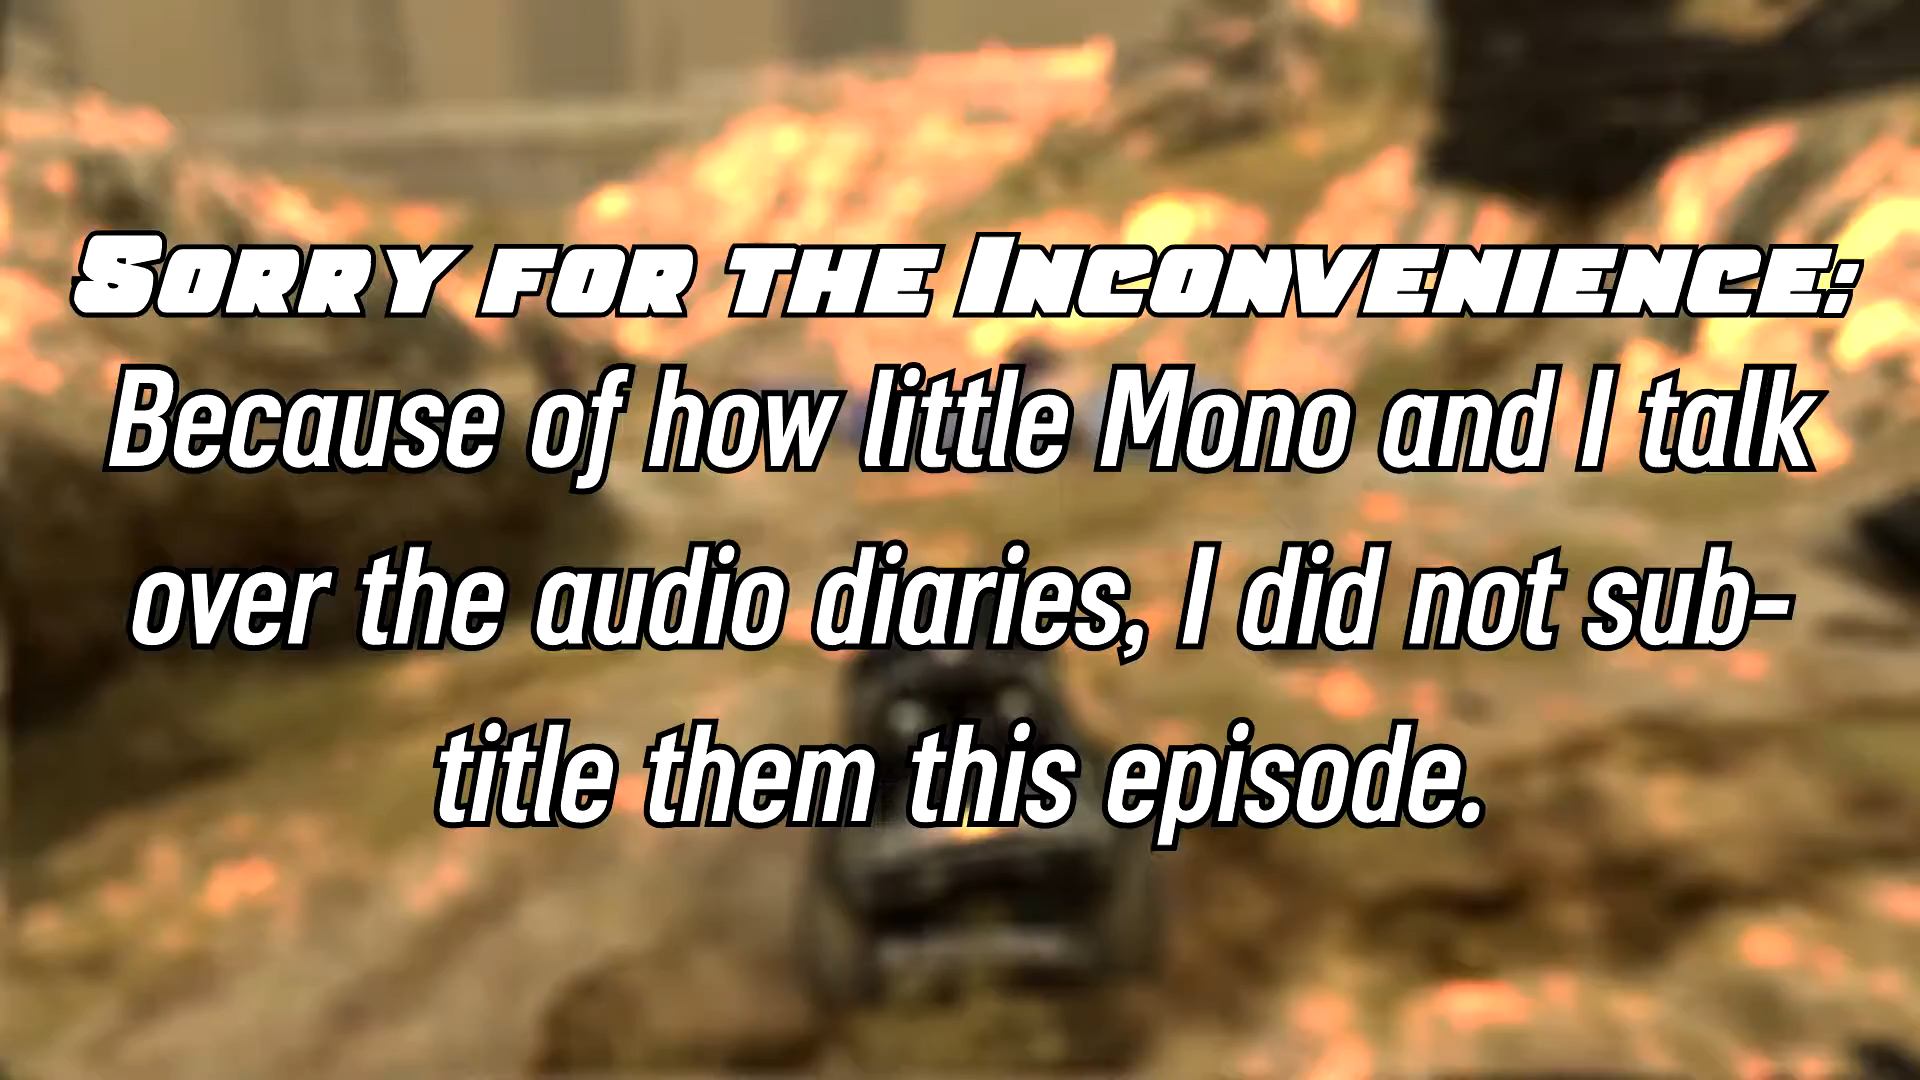 Sorry for the Inconvenience:
Because of how little Mono and I talk
over the audio diaries, I did not sub-
title them this episode.